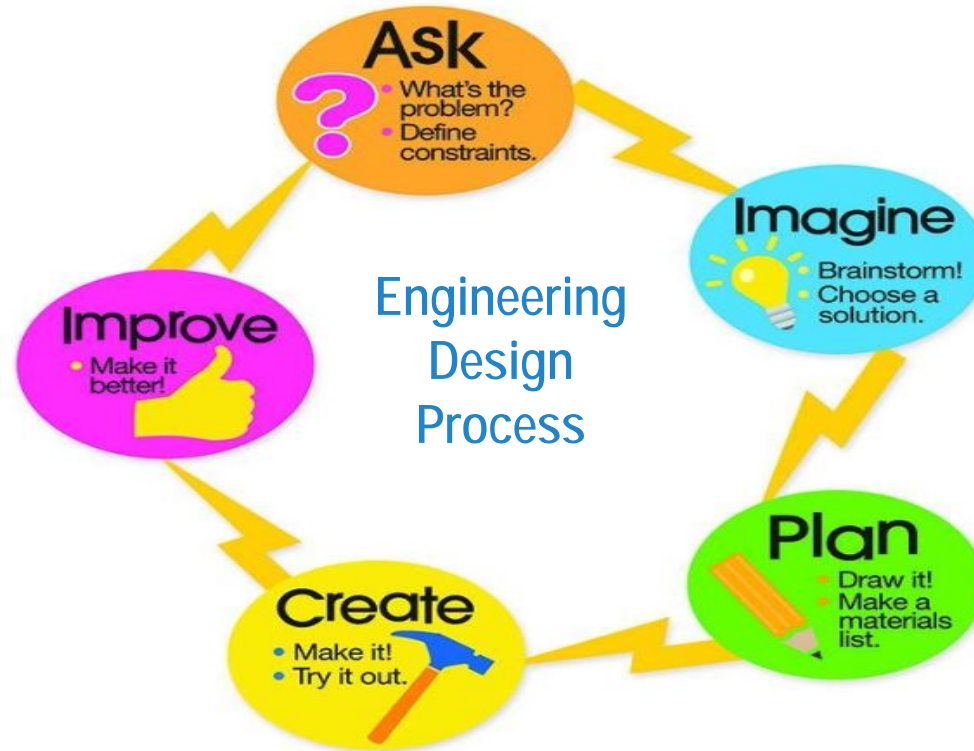 Ask
• What's the
problem?
• Define
constraints.
Imagine
• Brainstorm!
• Choose a
solution.
Engineering
Design
Process
Improve
• Make it
better!
Plan
• Draw it!
• Make a
materials
list.
Create
• Make it!
• Try it out.